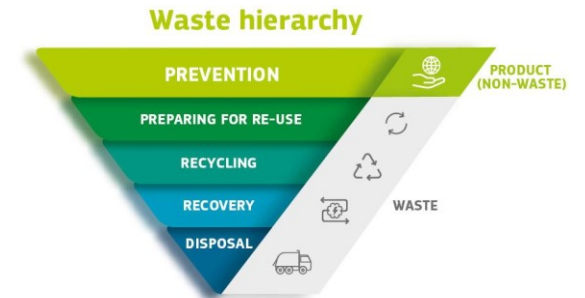 Waste hierarchy
PREVENTION
PRODUCT
(NON-WASTE)
PREPARING FOR RE-USE
RECYCLING
RECOVERY
WASTE
DISPOSAL